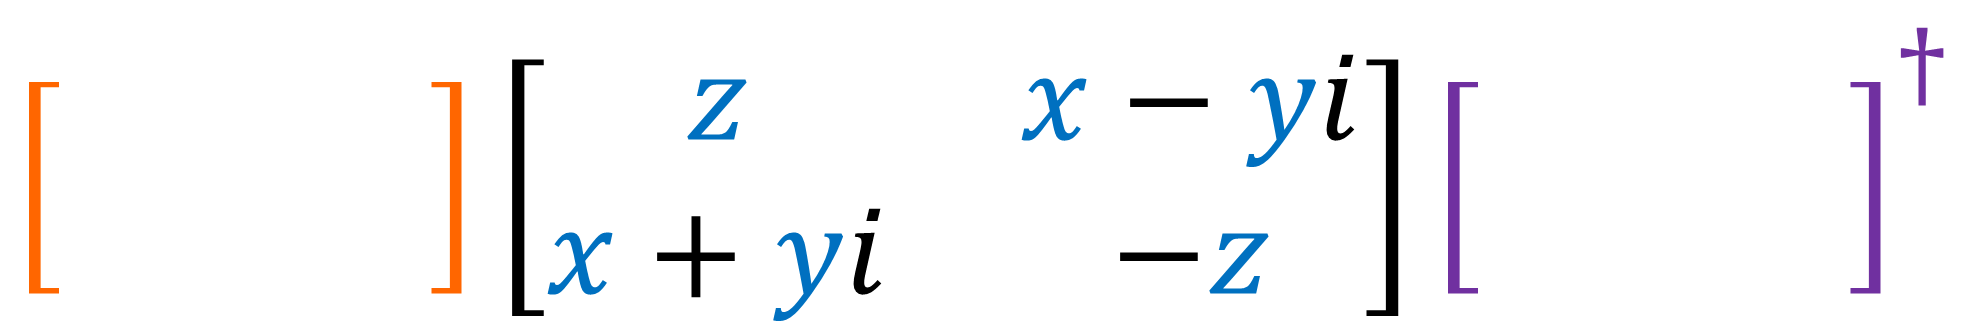 [ ] [ z x − yi ] [ ]†
x + yi −z